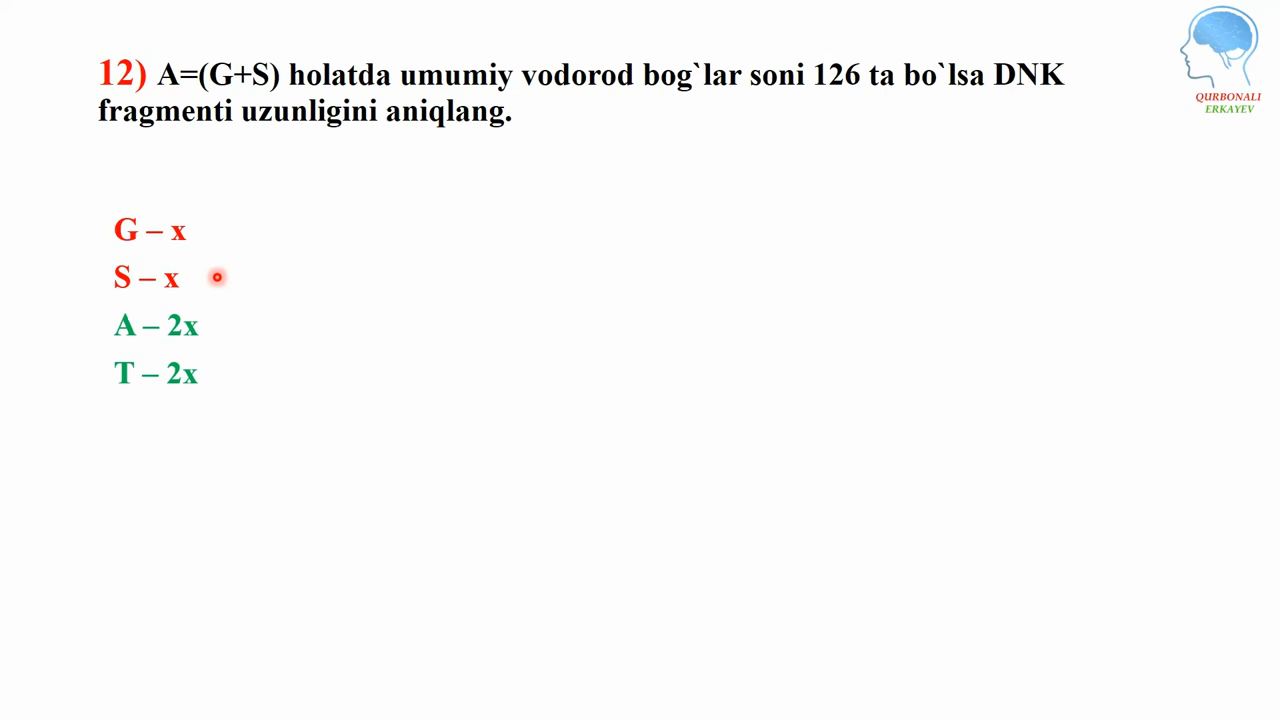 12) A=(G+S) holatda umumiy vodorod bog`lar soni 126 ta bo`lsa DNK
fragmenti uzunligini aniqlang.
G – x
S – x
A – 2x
T – 2x
QURBONALI
ERKAYEV